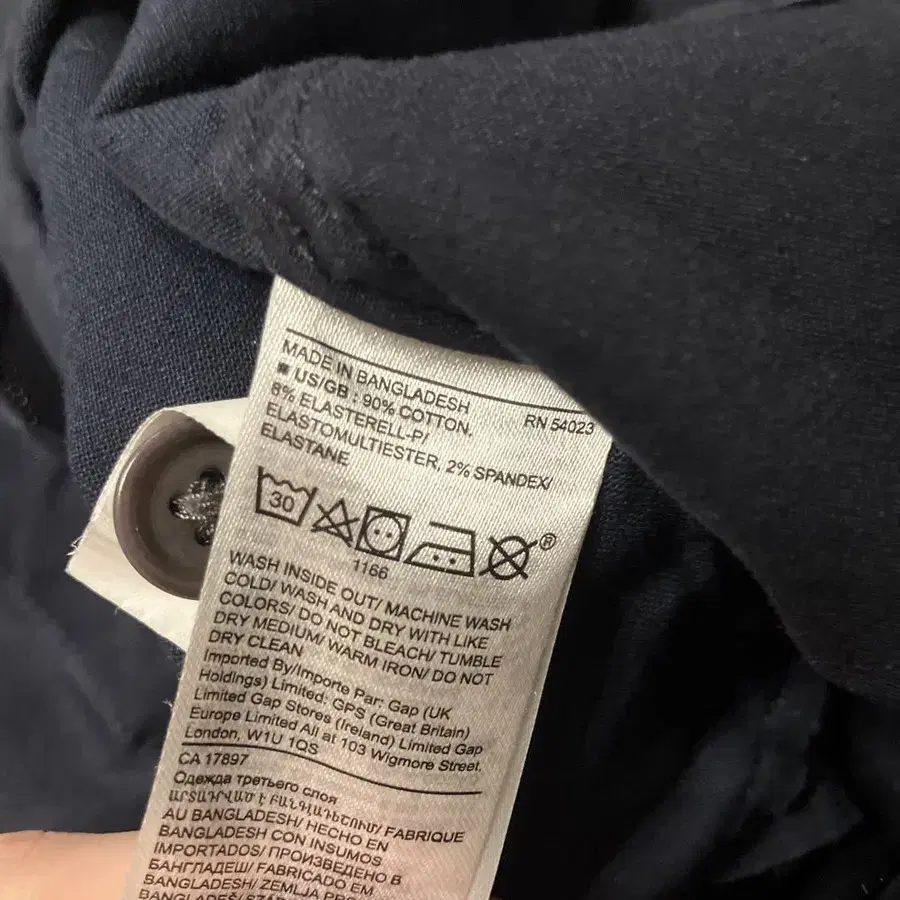 MADE IN BANGLADESH
RN 54023
■ US/GB : 90% COTTON.
8% ELASTERELL-P/
ELASTOMULTIESTER, 2% SPANDEX/
ELASTANE
30
1166
®
WASH INSIDE OUT/ MACHINE WASH
COLD/ WASH AND DRY WITH LIKE
COLORS/ DO NOT BLEACH/ TUMBLE
DRY MEDIUM/ WARM IRON/ DO NOT
DRY CLEAN
Imported By/Importe Par: Gap (UK
Holdings) Limited. GPS (Great Britain)
Limited Gap Stores (Ireland) Limited Gap
Europe Limited All at 103 Wigmore Street,
London, W1U 1QS
CA 17897
Одежда третьего слоя
ԱՐՏԱԴՐՎԱԾ Է ԲԱՆԳԼԱԴԵՇՈՒՄ/ FABRIQUE
AU BANGLADESH/ HECHO EN
BANGLADESH CON INSUMOS
IMPORTADOS/ ПРОИЗВЕДЕНО В
БАНГЛАДЕШ/ FABRICADO EM
BANGLADESH/ ZEMLJA